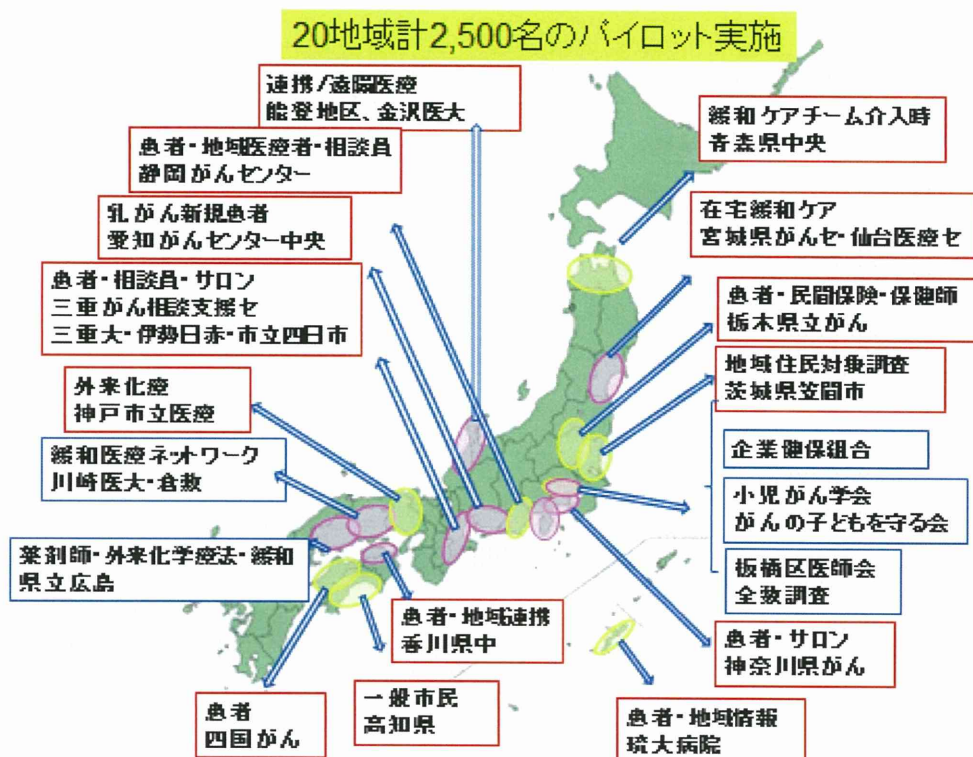 20地域計2,500名のパイロット実施
連携/遠隔医療
能登地区、金沢医大
患者・地域医療者・相談員
静岡がんセンター
乳がん新規患者
愛知がんセンター中央
患者・相談員・サロン
三重がん相談支援セ
三重大・伊勢日赤・市立四日市
外来化療
神戸市立医療
緩和医療ネットワーク
川崎医大・倉敷
薬剤師・外来化学療法・緩和
県立広島
患者
四国がん
一般市民
高知県
患者・地域連携
香川県中
緩和ケアチーム介入時
青森県中央
在宅緩和ケア
宮城県がんセ・仙台医療セ
患者・民間保険・保健師
栃木県立がん
地域住民対象調査
茨城県笠間市
企業健保組合
小児がん学会
がんの子どもを守る会
板橋区医師会
全数調査
患者・サロン
神奈川県がん
患者・地域情報
琉大病院